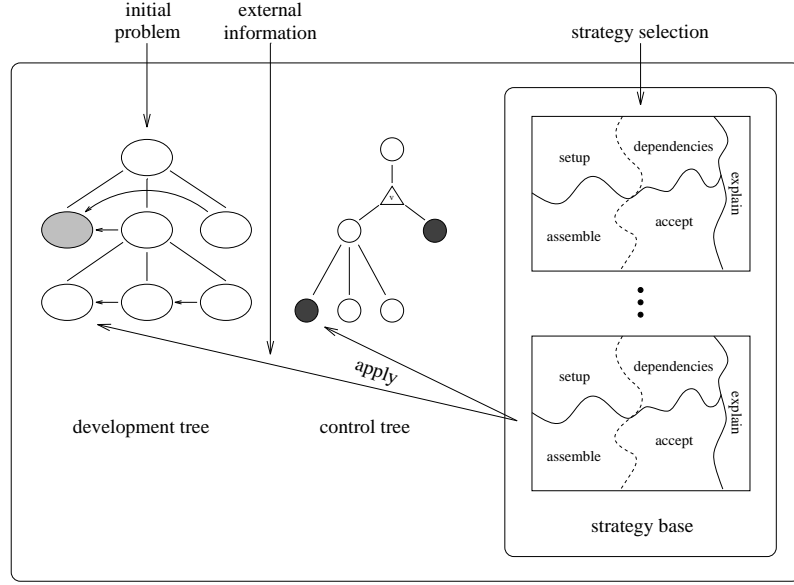 initial
problem
external
information
strategy selection
setup
dependencies
explain
assemble
accept
v
apply
setup
dependencies
explain
assemble
accept
development tree
control tree
strategy base